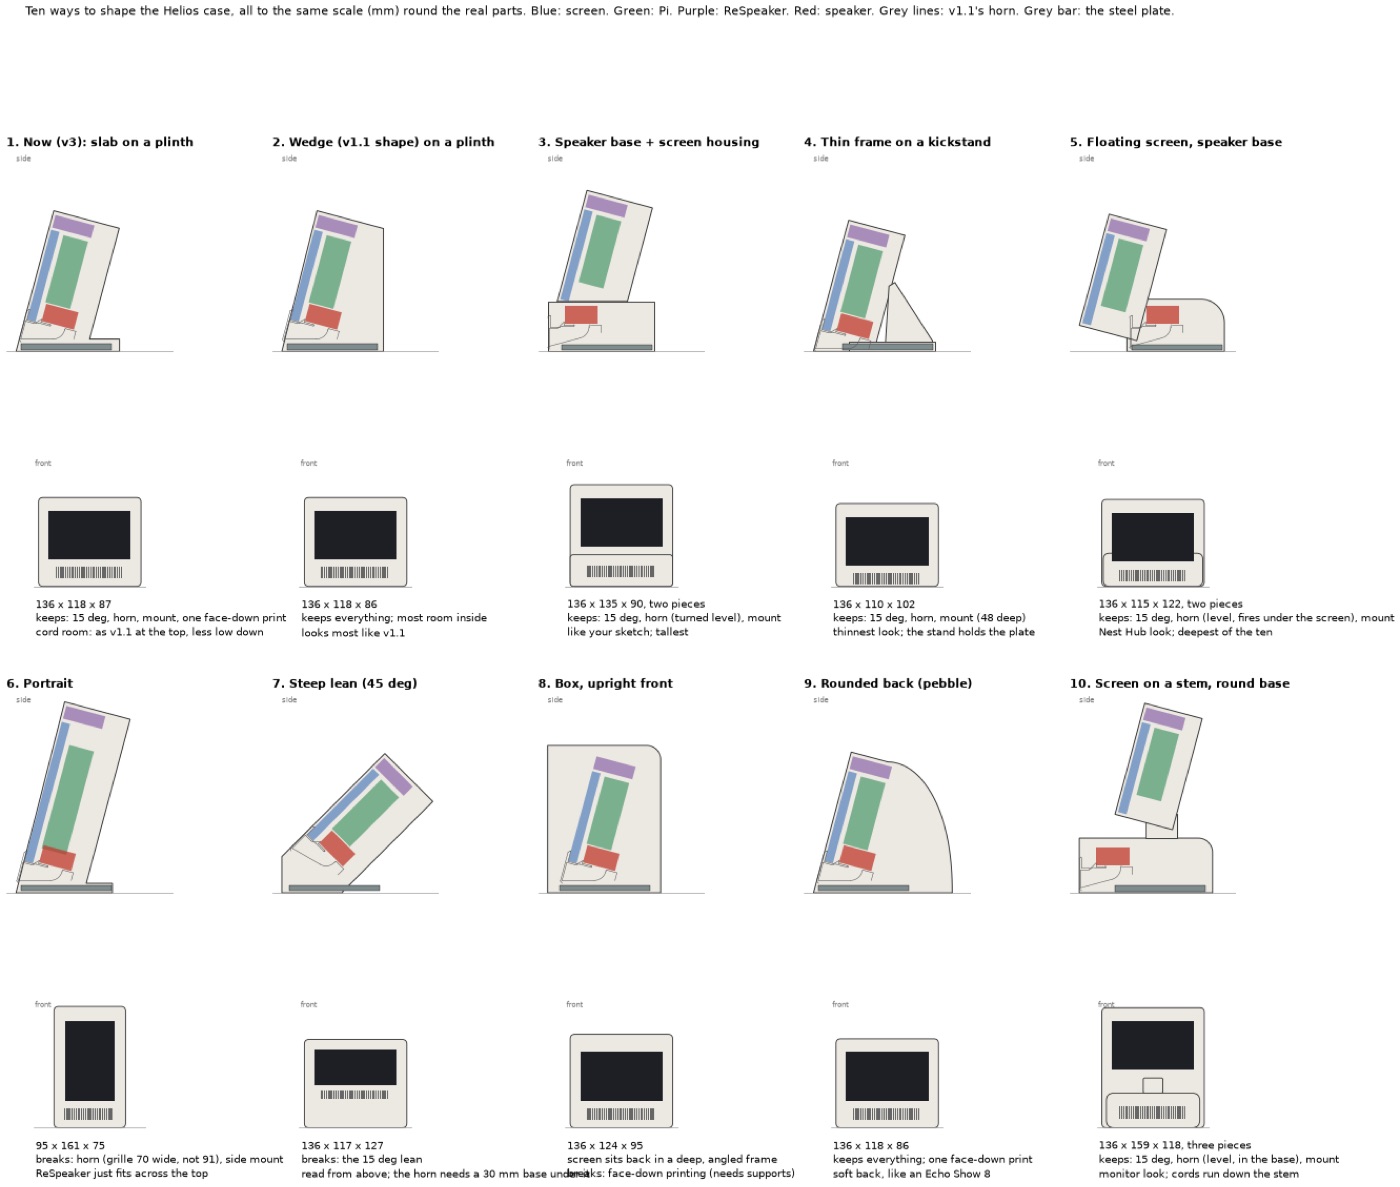 Ten ways to shape the Helios case, all to the same scale (mm) round the real parts. Blue: screen. Green: Pi. Purple: ReSpeaker. Red: speaker. Grey lines: v1.1's horn. Grey bar: the steel plate.
1. Now (v3): slab on a plinth
side
front
136 x 118 x 87
keeps: 15 deg, horn, mount, one face-down print
cord room: as v1.1 at the top, less low down
2. Wedge (v1.1 shape) on a plinth
side
front
136 x 118 x 86
keeps everything; most room inside
looks most like v1.1
3. Speaker base + screen housing
side
front
136 x 135 x 90, two pieces
keeps: 15 deg, horn (turned level), mount
like your sketch; tallest
4. Thin frame on a kickstand
side
front
136 x 110 x 102
keeps: 15 deg, horn, mount (48 deep)
thinnest look; the stand holds the plate
5. Floating screen, speaker base
side
front
136 x 115 x 122, two pieces
keeps: 15 deg, horn (level, fires under the screen), mount
Nest Hub look; deepest of the ten
6. Portrait
side
front
95 x 161 x 75
breaks: horn (grille 70 wide, not 91), side mount
ReSpeaker just fits across the top
7. Steep lean (45 deg)
side
front
136 x 117 x 127
breaks: the 15 deg lean
read from above; the horn needs a 30 mm base under it
8. Box, upright front
side
front
136 x 124 x 95
screen sits back in a deep, angled frame
breaks: face-down printing (needs supports)
9. Rounded back (pebble)
side
front
136 x 118 x 86
keeps everything; one face-down print
soft back, like an Echo Show 8
10. Screen on a stem, round base
side
front
136 x 159 x 118, three pieces
keeps: 15 deg, horn (level, in the base), mount
monitor look; cords run down the stem